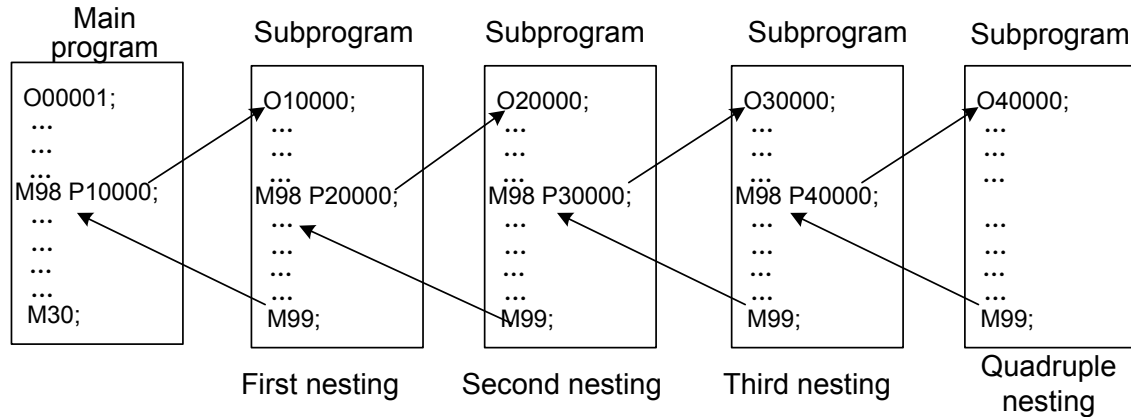 Main
program
O00001;
...
...
...
M98 P10000;
...
...
...
...
M30;
Subprogram
O10000;
...
...
...
M98 P20000;
...
...
...
...
M99;
First nesting
Subprogram
O20000;
...
...
...
M98 P30000;
...
...
...
...
M99;
Second nesting
Subprogram
O30000;
...
...
...
M98 P40000;
...
...
...
...
M99;
Third nesting
Subprogram
O40000;
...
...
...
...
...
...
...
M99;
Quadruple
nesting